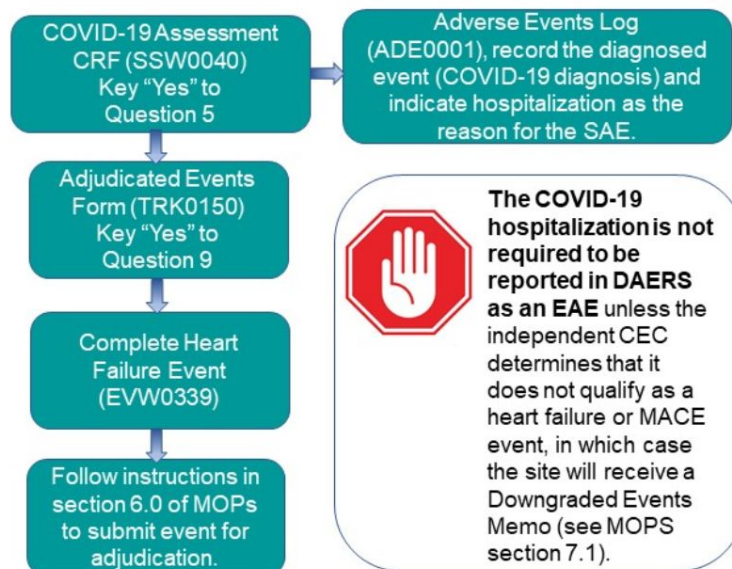 COVID-19 Assessment
CRF (SSW0040)
Key “Yes” to
Question 5
Adverse Events Log
(ADE0001), record the diagnosed
event (COVID-19 diagnosis) and
indicate hospitalization as the
reason for the SAE.
Adjudicated Events
Form (TRK0150)
Key “Yes” to
Question 9
Complete Heart
Failure Event
(EVW0339)
Follow instructions in
section 6.0 of MOPs
to submit event for
adjudication.
The COVID-19
hospitalization is not
required to be
reported in DAERS
as an EAE unless the
independent CEC
determines that it
does not qualify as a
heart failure or MACE
event, in which case
the site will receive a
Downgraded Events
Memo (see MOPS
section 7.1).